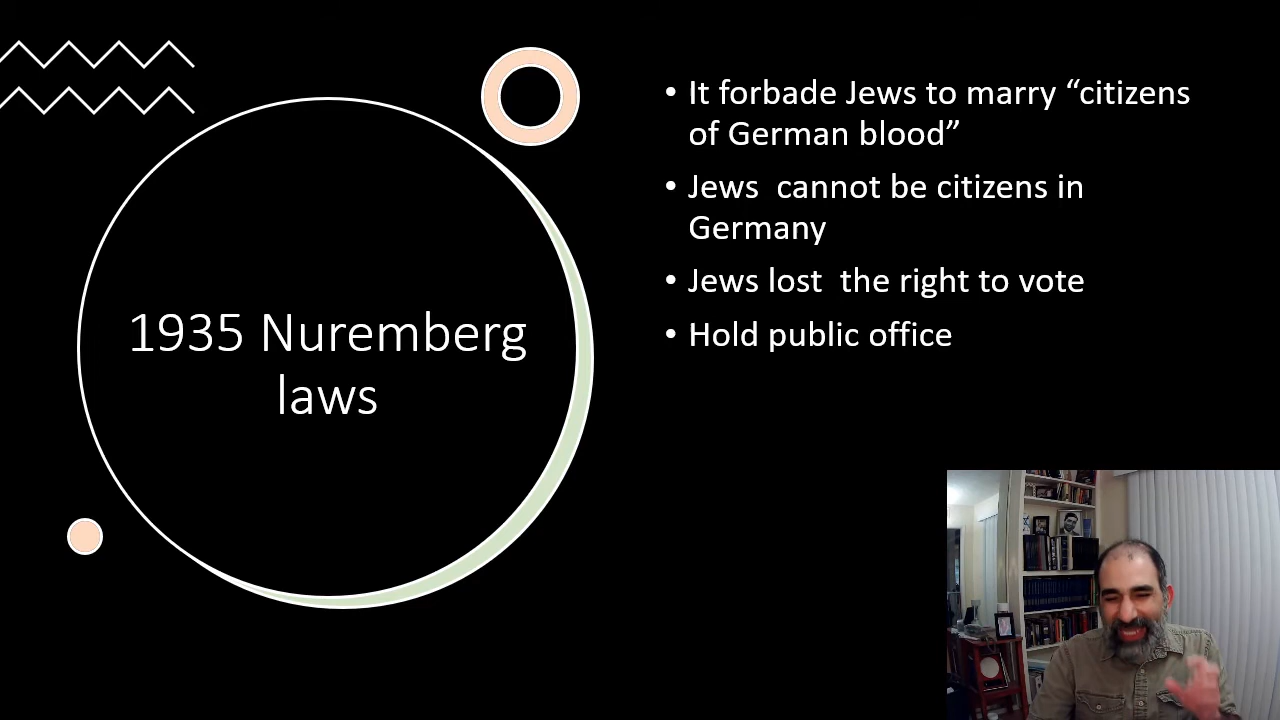 1935 Nuremberg
laws
• It forbade Jews to marry “citizens
of German blood”
• Jews  cannot be citizens in
Germany
• Jews lost  the right to vote
• Hold public office